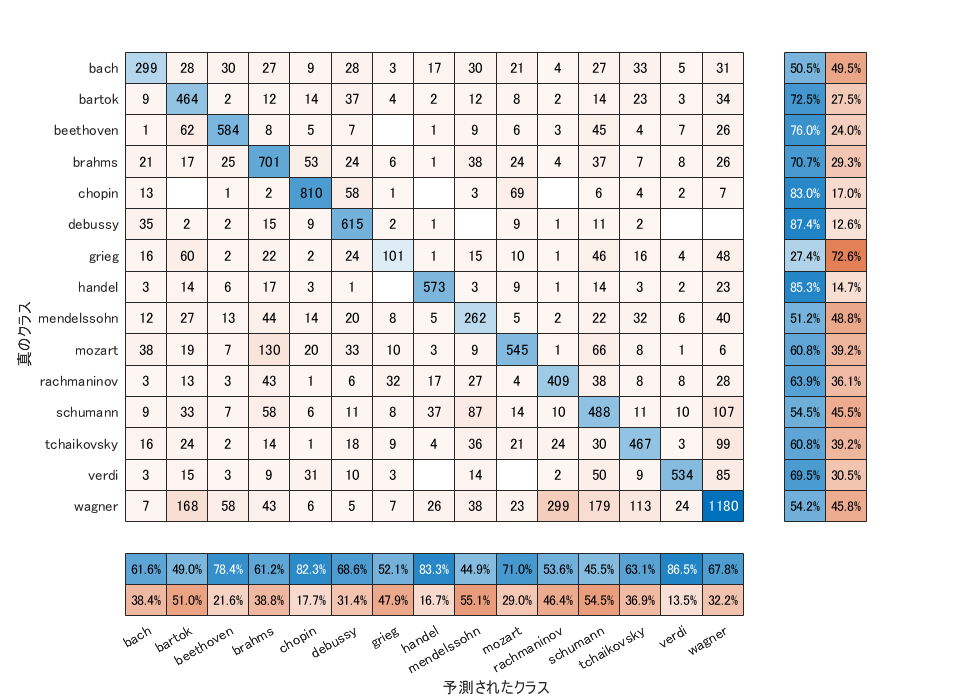 bach 299 28 30 27 9 28 3 17 30 21 4 27 33 5 31 50.5% 49.5%
bartok 9 464 2 12 14 37 4 2 12 8 2 14 23 3 34 72.5% 27.5%
beethoven 1 62 584 8 5 7 1 9 6 3 45 4 7 26 76.0% 24.0%
brahms 21 17 25 701 53 24 6 1 38 24 4 37 7 8 26 70.7% 29.3%
chopin 13 1 2 810 58 1 3 69 6 4 2 7 83.0% 17.0%
debussy 35 2 2 15 9 615 2 1 9 1 11 2 87.4% 12.6%
grieg 16 60 2 22 2 24 101 1 15 10 1 46 16 4 48 27.4% 72.6%
handel 3 14 6 17 3 1 573 3 9 1 14 3 2 23 85.3% 14.7%
mendelssohn 12 27 13 44 14 20 8 5 262 5 2 22 32 6 40 51.2% 48.8%
mozart 38 19 7 130 20 33 10 3 9 545 1 66 8 1 6 60.8% 39.2%
rachmaninov 3 13 3 43 1 6 32 17 27 4 409 38 8 8 28 63.9% 36.1%
schumann 9 33 7 58 6 11 8 37 87 14 10 488 11 10 107 54.5% 45.5%
tchaikovsky 16 24 2 14 1 18 9 4 36 21 24 30 467 3 99 60.8% 39.2%
verdi 3 15 3 9 31 10 3 14 2 50 9 534 85 69.5% 30.5%
wagner 7 168 58 43 6 5 7 26 38 23 299 179 113 24 1180 54.2% 45.8%
真のクラス
61.6% 49.0% 78.4% 61.2% 82.3% 68.6% 52.1% 83.3% 44.9% 71.0% 53.6% 45.5% 63.1% 86.5% 67.8%
38.4% 51.0% 21.6% 38.8% 17.7% 31.4% 47.9% 16.7% 55.1% 29.0% 46.4% 54.5% 36.9% 13.5% 32.2%
bach bartok beethoven brahms chopin debussy grieg handel mendelssohn mozart rachmaninov schumann tchaikovsky verdi wagner
予測されたクラス